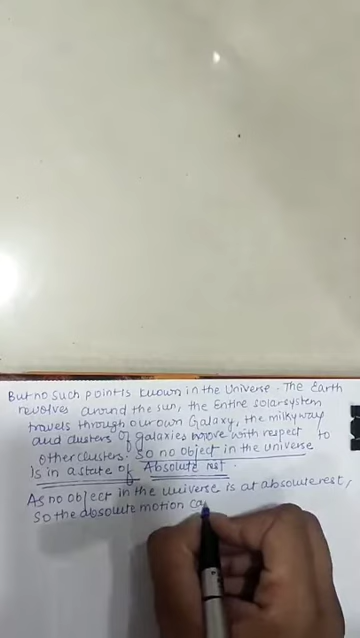 But no such point is known in the Universe. The Earth
revolves around the sun, the Entire solar system
travels through our own Galaxy, the milky way
and clusters of galaxies move with respect to
other clusters. So no object in the universe
is in a state of Absolute rest.
As no object in the universe is at absolute rest,
So the absolute motion ca